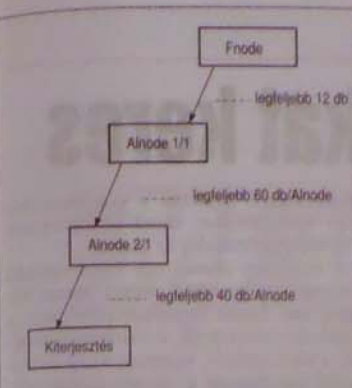 Fnode
legfeljebb 12 db
Alnode 1/1
legfeljebb 60 db/Alnode
Alnode 2/1
legfeljebb 40 db/Alnode
Kiterjesztés